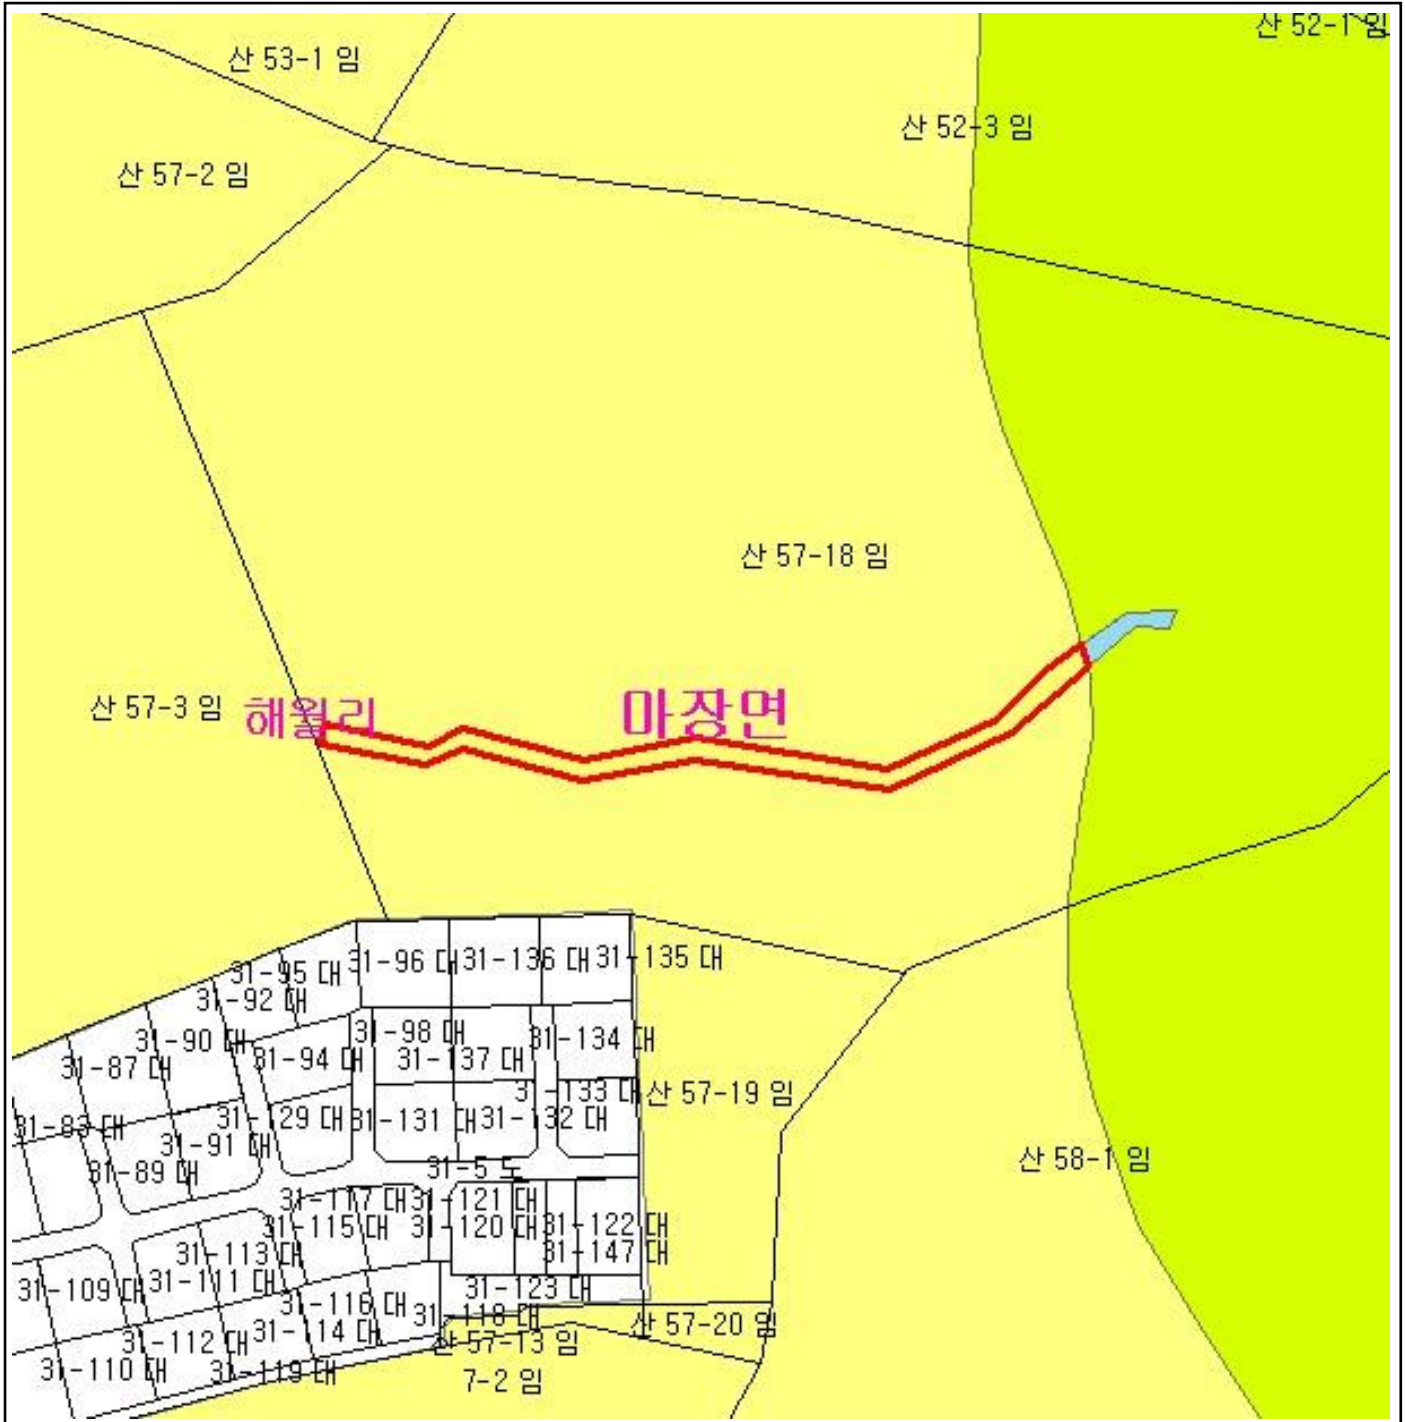 산 52-1 임
산 53-1 임
산 52-3 임
산 57-2 임
산 57-18 임
산 57-3 임
해월리
마장면
31-95 대
31-96 대
31-136 대
31-135 대
31-92 대
31-90 대
31-94 대
31-98 대
31-137 대
31-134 대
31-87 대
31-133 대
산 57-19 임
31-83 대
31-129 대
31-131 대
31-132 대
31-91 대
31-89 대
31-5 도
산 58-1 임
31-117 대
31-121 대
31-115 대
31-120 대
31-122 대
31-113 대
31-147 대
31-109 대
31-111 대
31-123 대
31-116 대
31-118 대
31-114 대
산 57-20 임
31-112 대
산 57-13 임
31-110 대
31-119 대
7-2 임